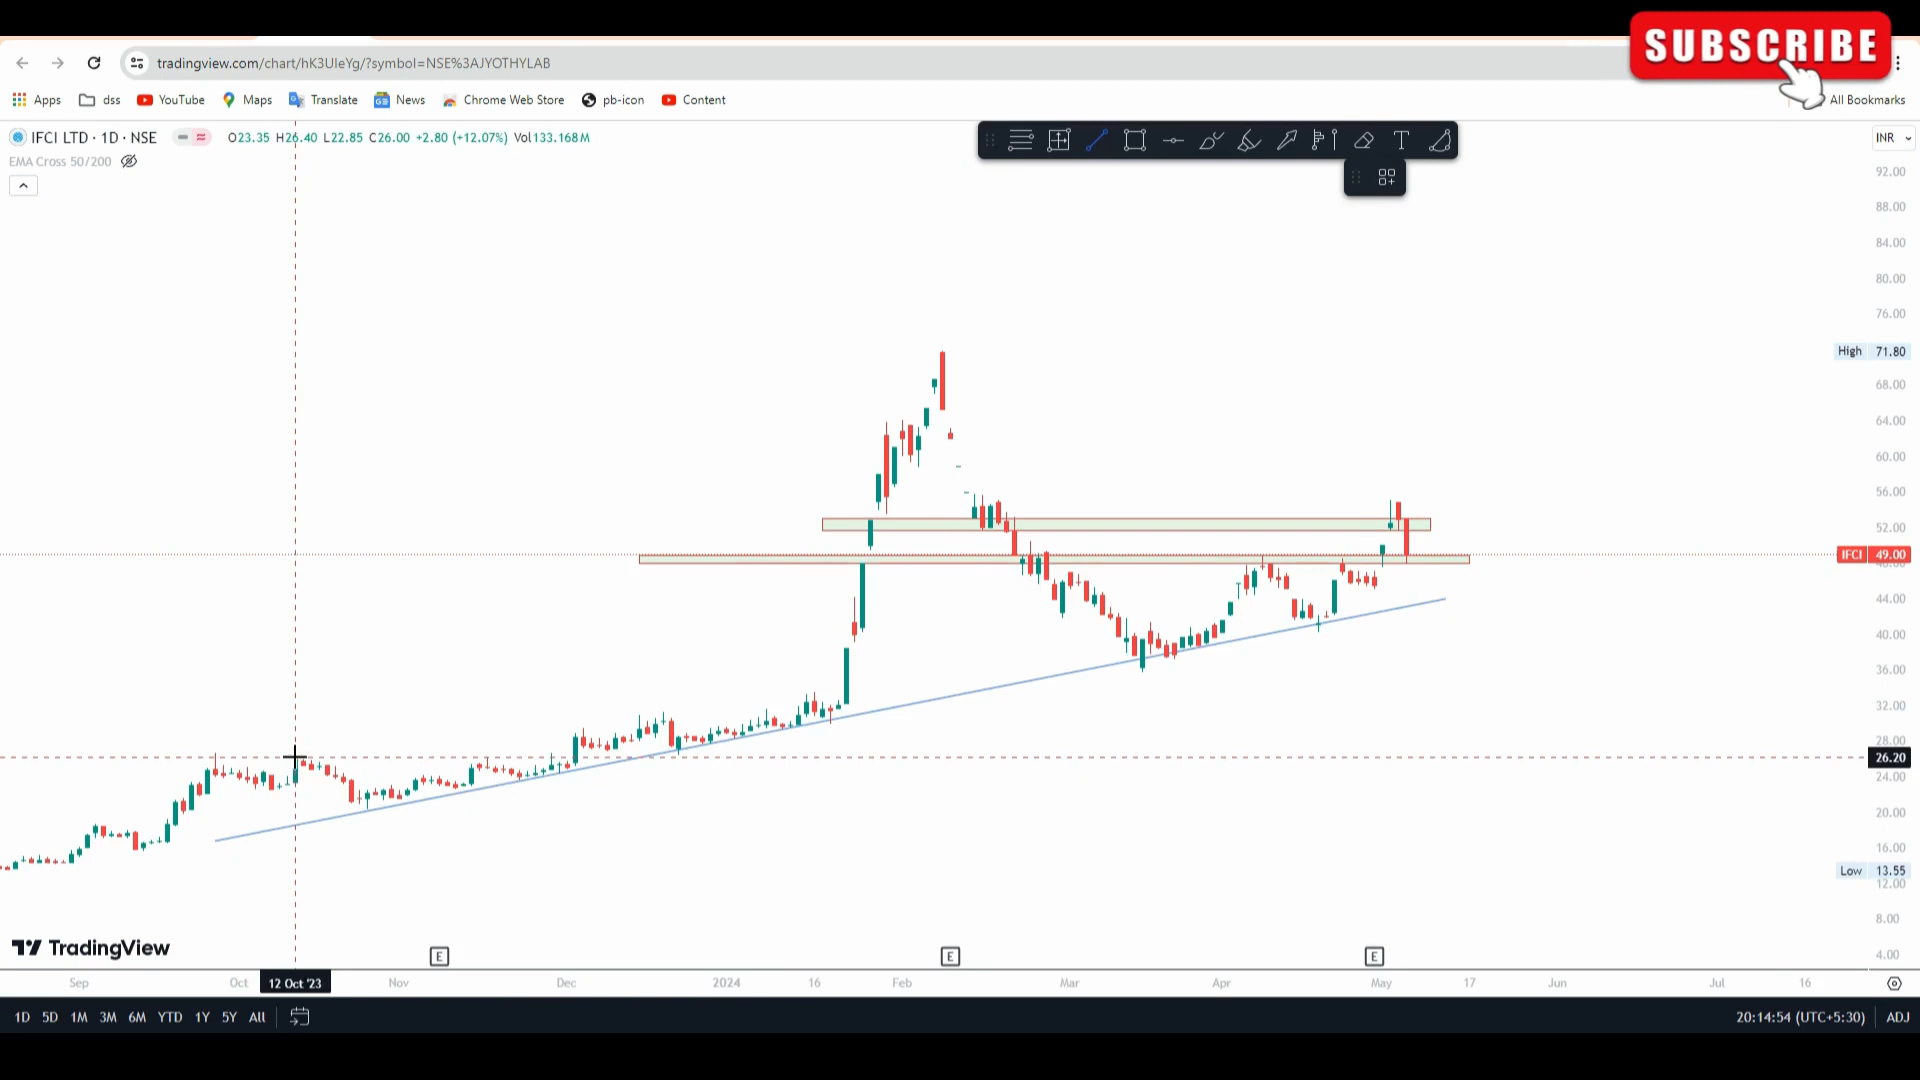 SUBSCRIBE
tradingview.com/chart/hK3UIeYg/?symbol=NSE%3AJYOTHYLAB
Apps dss YouTube Maps Translate News Chrome Web Store pb-icon Content All Bookmarks
IFCI LTD · 1D · NSE O23.35 H26.40 L22.85 C26.00 +2.80 (+12.07%) Vol133.168M
INR
EMA Cross 50/200
92.00
88.00
84.00
80.00
76.00
High 71.80
68.00
64.00
60.00
56.00
52.00
IFCI 49.00
44.00
40.00
36.00
32.00
28.00
26.20
24.00
20.00
16.00
Low 13.55
12.00
8.00
4.00
TradingView
E E E
Sep Oct 12 Oct '23 Nov Dec 2024 16 Feb Mar Apr May 17 Jun Jul 16
1D 5D 1M 3M 6M YTD 1Y 5Y All 20:14:54 (UTC+5:30) ADJ